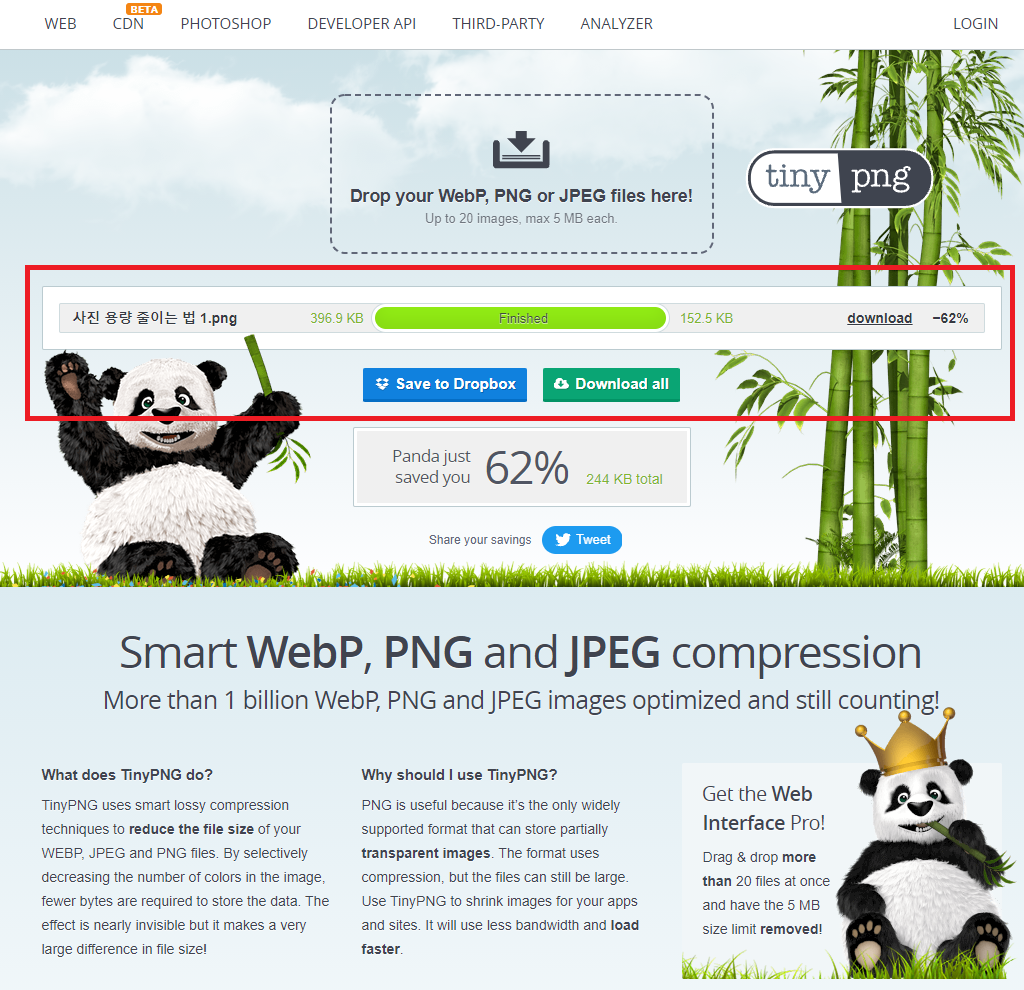 WEB
CDN
BETA
PHOTOSHOP
DEVELOPER API
THIRD-PARTY
ANALYZER
LOGIN
Drop your WebP, PNG or JPEG files here!
Up to 20 images, max 5 MB each.
tiny png
사진 용량 줄이는 법 1.png
396.9 KB
Finished
152.5 KB
download
−62%
Save to Dropbox
Download all
Panda just
saved you
62%
244 KB total
Share your savings
Tweet
Smart WebP, PNG and JPEG compression
More than 1 billion WebP, PNG and JPEG images optimized and still counting!
What does TinyPNG do?
TinyPNG uses smart lossy compression
techniques to reduce the file size of your
WEBP, JPEG and PNG files. By selectively
decreasing the number of colors in the image,
fewer bytes are required to store the data. The
effect is nearly invisible but it makes a very
large difference in file size!
Why should I use TinyPNG?
PNG is useful because it's the only widely
supported format that can store partially
transparent images. The format uses
compression, but the files can still be large.
Use TinyPNG to shrink images for your apps
and sites. It will use less bandwidth and load
faster.
Get the Web
Interface Pro!
Drag & drop more
than 20 files at once
and have the 5 MB
size limit removed!